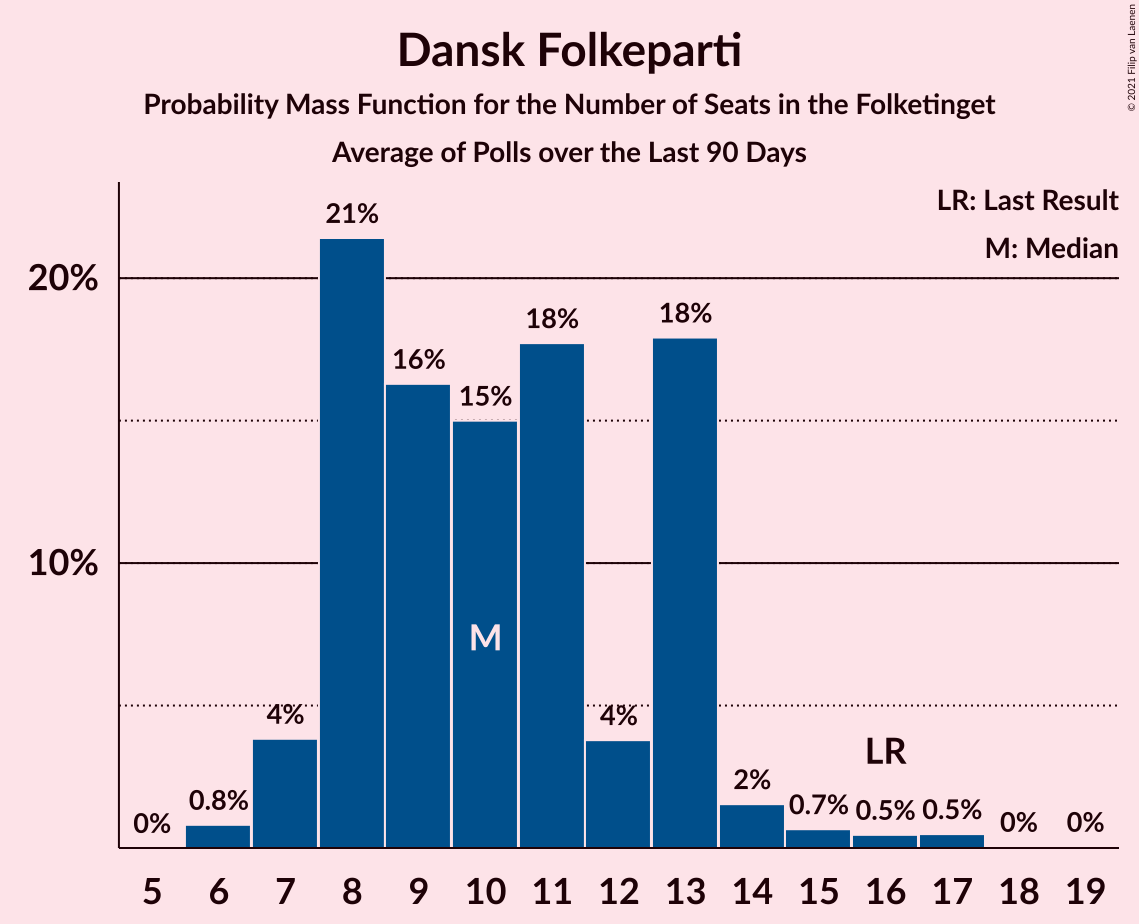 Dansk Folkeparti
Probability Mass Function for the Number of Seats in the Folketinget
Average of Polls over the Last 90 Days
© 2021 Filip van Laenen
LR: Last Result
M: Median
20%
10%
0%
0.8%
4%
21%
16%
15%
18%
4%
18%
2%
0.7%
0.5%
0.5%
0%
0%
M
LR
5 6 7 8 9 10 11 12 13 14 15 16 17 18 19